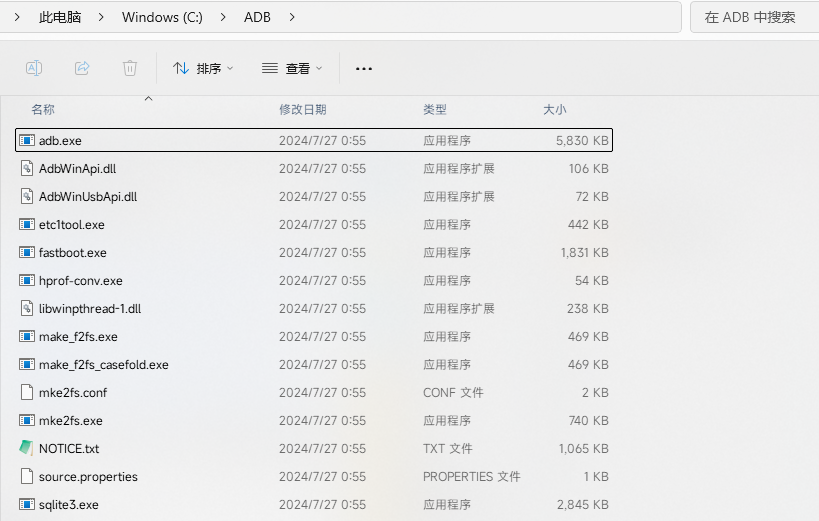 此电脑 Windows (C:) ADB 在 ADB 中搜索
排序 查看
名称 修改日期 类型 大小
adb.exe 2024/7/27 0:55 应用程序 5,830 KB
AdbWinApi.dll 2024/7/27 0:55 应用程序扩展 106 KB
AdbWinUsbApi.dll 2024/7/27 0:55 应用程序扩展 72 KB
etc1tool.exe 2024/7/27 0:55 应用程序 442 KB
fastboot.exe 2024/7/27 0:55 应用程序 1,831 KB
hprof-conv.exe 2024/7/27 0:55 应用程序 54 KB
libwinpthread-1.dll 2024/7/27 0:55 应用程序扩展 238 KB
make_f2fs.exe 2024/7/27 0:55 应用程序 469 KB
make_f2fs_casefold.exe 2024/7/27 0:55 应用程序 469 KB
mke2fs.conf 2024/7/27 0:55 CONF 文件 2 KB
mke2fs.exe 2024/7/27 0:55 应用程序 740 KB
NOTICE.txt 2024/7/27 0:55 TXT 文件 1,065 KB
source.properties 2024/7/27 0:55 PROPERTIES 文件 1 KB
sqlite3.exe 2024/7/27 0:55 应用程序 2,845 KB